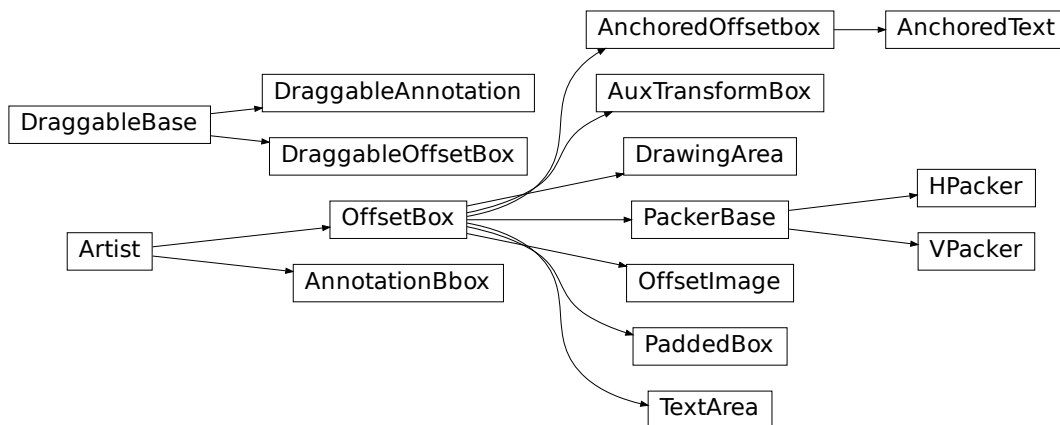 AnchoredOffsetbox
AnchoredText
DraggableAnnotation
AuxTransformBox
DraggableBase
DraggableOffsetBox
DrawingArea
OffsetBox
PackerBase
HPacker
Artist
VPacker
AnnotationBbox
OffsetImage
PaddedBox
TextArea